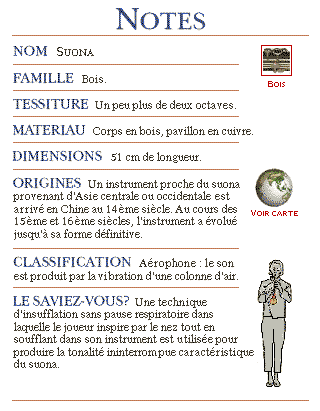 NOTES
NOM SUONA
FAMILLE Bois.
BOIS
TESSITURE Un peu plus de deux octaves.
MATERIAU Corps en bois, pavillon en cuivre.
DIMENSIONS 51 cm de longueur.
ORIGINES Un instrument proche du suona
provenant d'Asie centrale ou occidentale est
arrivé en Chine au 14ème siècle. Au cours des
15ème et 16ème siècles, l'instrument a évolué
jusqu'à sa forme définitive.
VOIR CARTE
CLASSIFICATION Aérophone : le son
est produit par la vibration d'une colonne d'air.
LE SAVIEZ-VOUS? Une technique
d'insufflation sans pause respiratoire dans
laquelle le joueur inspire par le nez tout en
soufflant dans son instrument est utilisée pour
produire la tonalité ininterrom pue caractéristique
du suona.